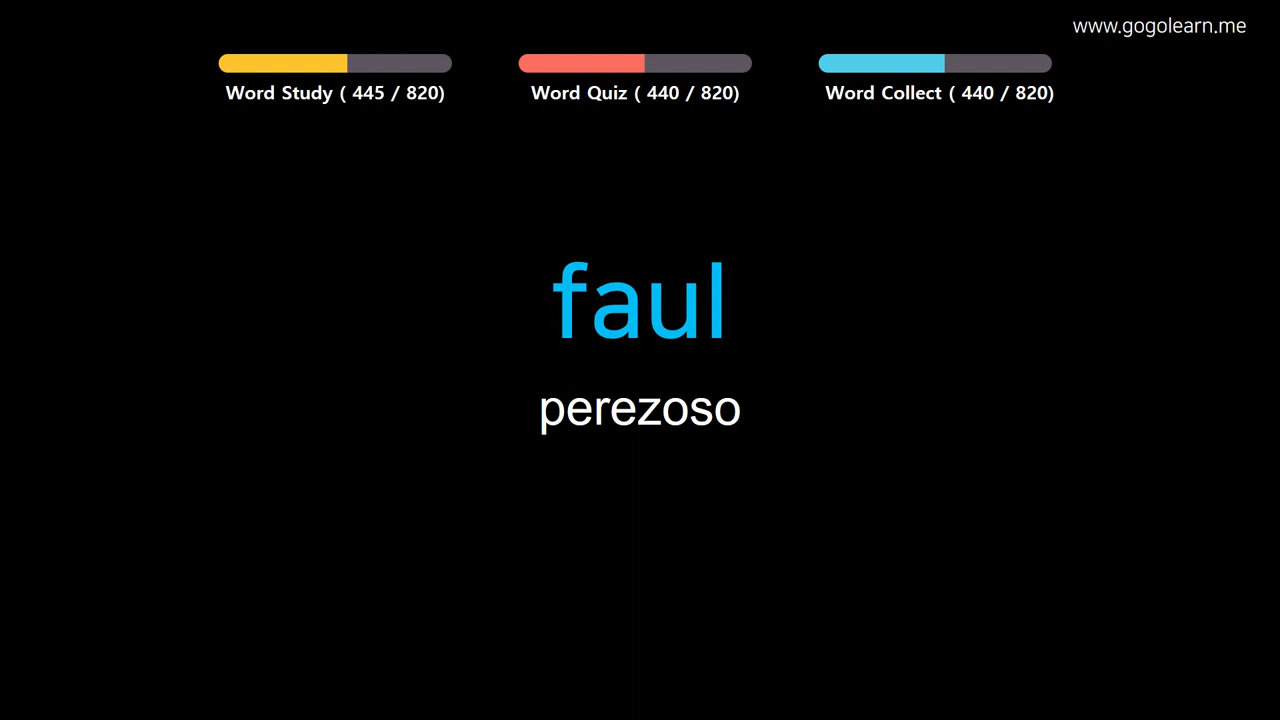 www.gogolearn.me
Word Study ( 445 / 820)
Word Quiz ( 440 / 820)
Word Collect ( 440 / 820)
faul
perezoso